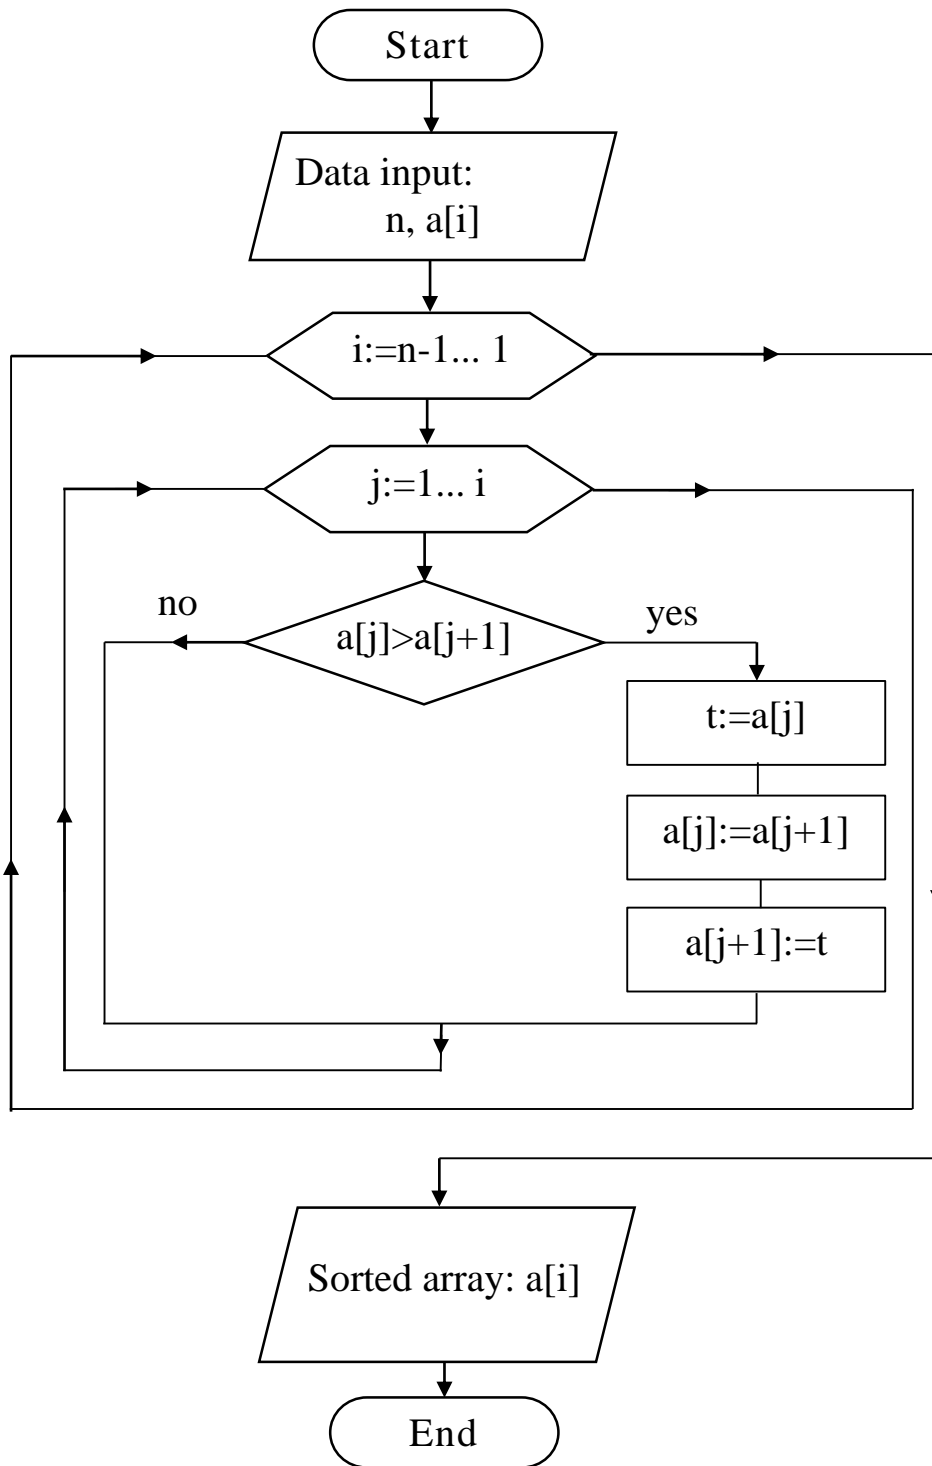 Start
Data input:
n, a[i]
i:=n-1... 1
j:=1... i
no
a[j]>a[j+1]
yes
t:=a[j]
a[j]:=a[j+1]
a[j+1]:=t
Sorted array: a[i]
End